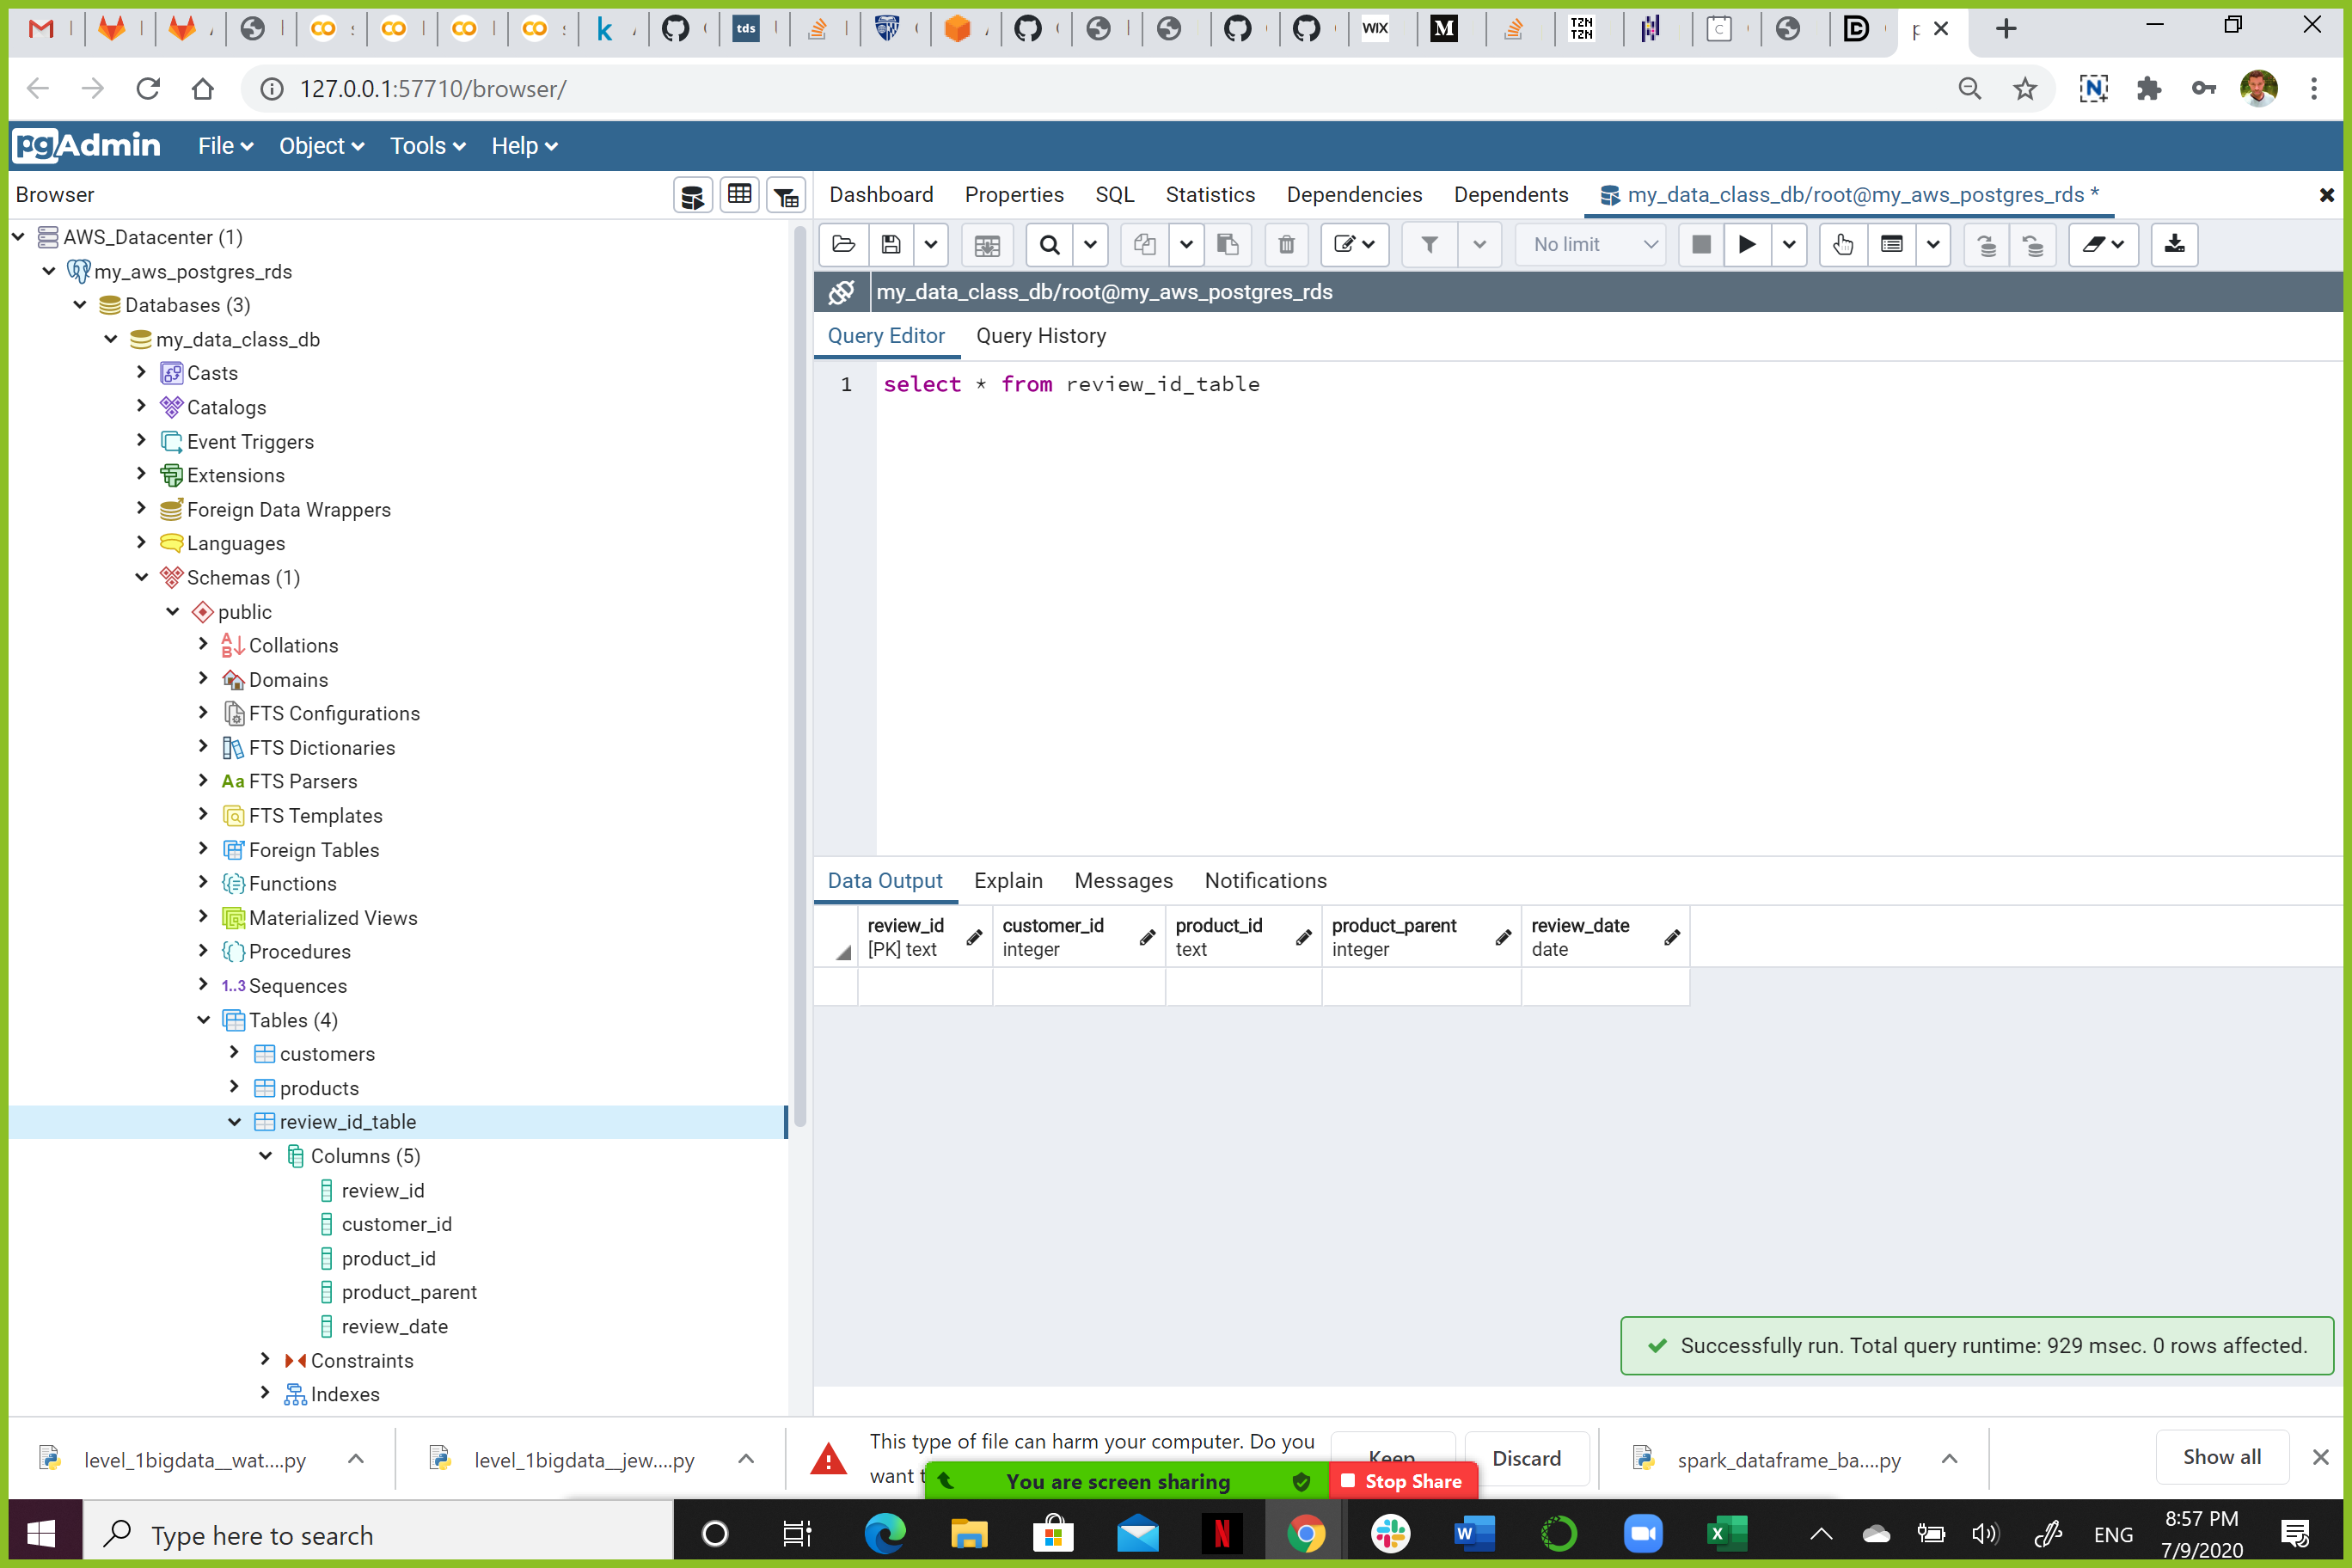 tds
k
WIX
M
TZN
TZN
127.0.0.1:57710/browser/
pgAdmin File Object Tools Help
Browser
Dashboard Properties SQL Statistics Dependencies Dependents my_data_class_db/root@my_aws_postgres_rds *
No limit
my_data_class_db/root@my_aws_postgres_rds
Query Editor Query History
1 select * from review_id_table
AWS_Datacenter (1)
my_aws_postgres_rds
Databases (3)
my_data_class_db
Casts
Catalogs
Event Triggers
Extensions
Foreign Data Wrappers
Languages
Schemas (1)
public
Collations
Domains
FTS Configurations
FTS Dictionaries
Aa FTS Parsers
FTS Templates
Foreign Tables
Functions
Materialized Views
Procedures
1..3 Sequences
Tables (4)
customers
products
review_id_table
Columns (5)
review_id
customer_id
product_id
product_parent
review_date
Constraints
Indexes
Data Output Explain Messages Notifications
review_id customer_id product_id product_parent review_date
[PK] text integer text integer date
Successfully run. Total query runtime: 929 msec. 0 rows affected.
level_1bigdata__wat....py
level_1bigdata__jew....py
This type of file can harm your computer. Do you
want
Keep
Discard
spark_dataframe_ba....py
Show all
You are screen sharing
Stop Share
Type here to search
ENG
8:57 PM
7/9/2020